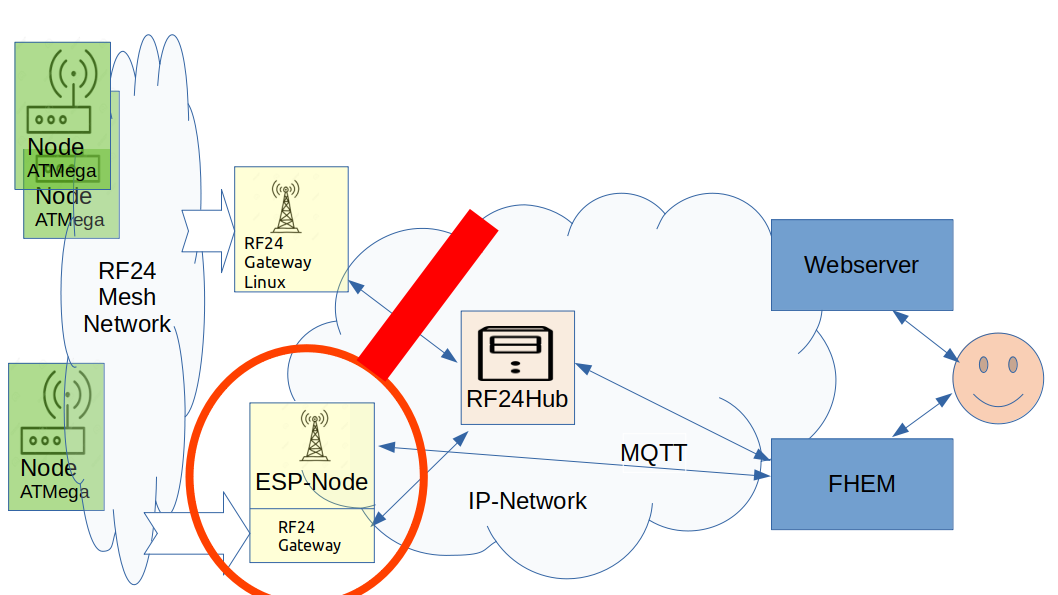 Node
ATMega
Node
ATMega
RF24
Mesh
Network
Node
ATMega
RF24
Gateway
Linux
ESP-Node
RF24
Gateway
RF24Hub
MQTT
IP-Network
Webserver
FHEM